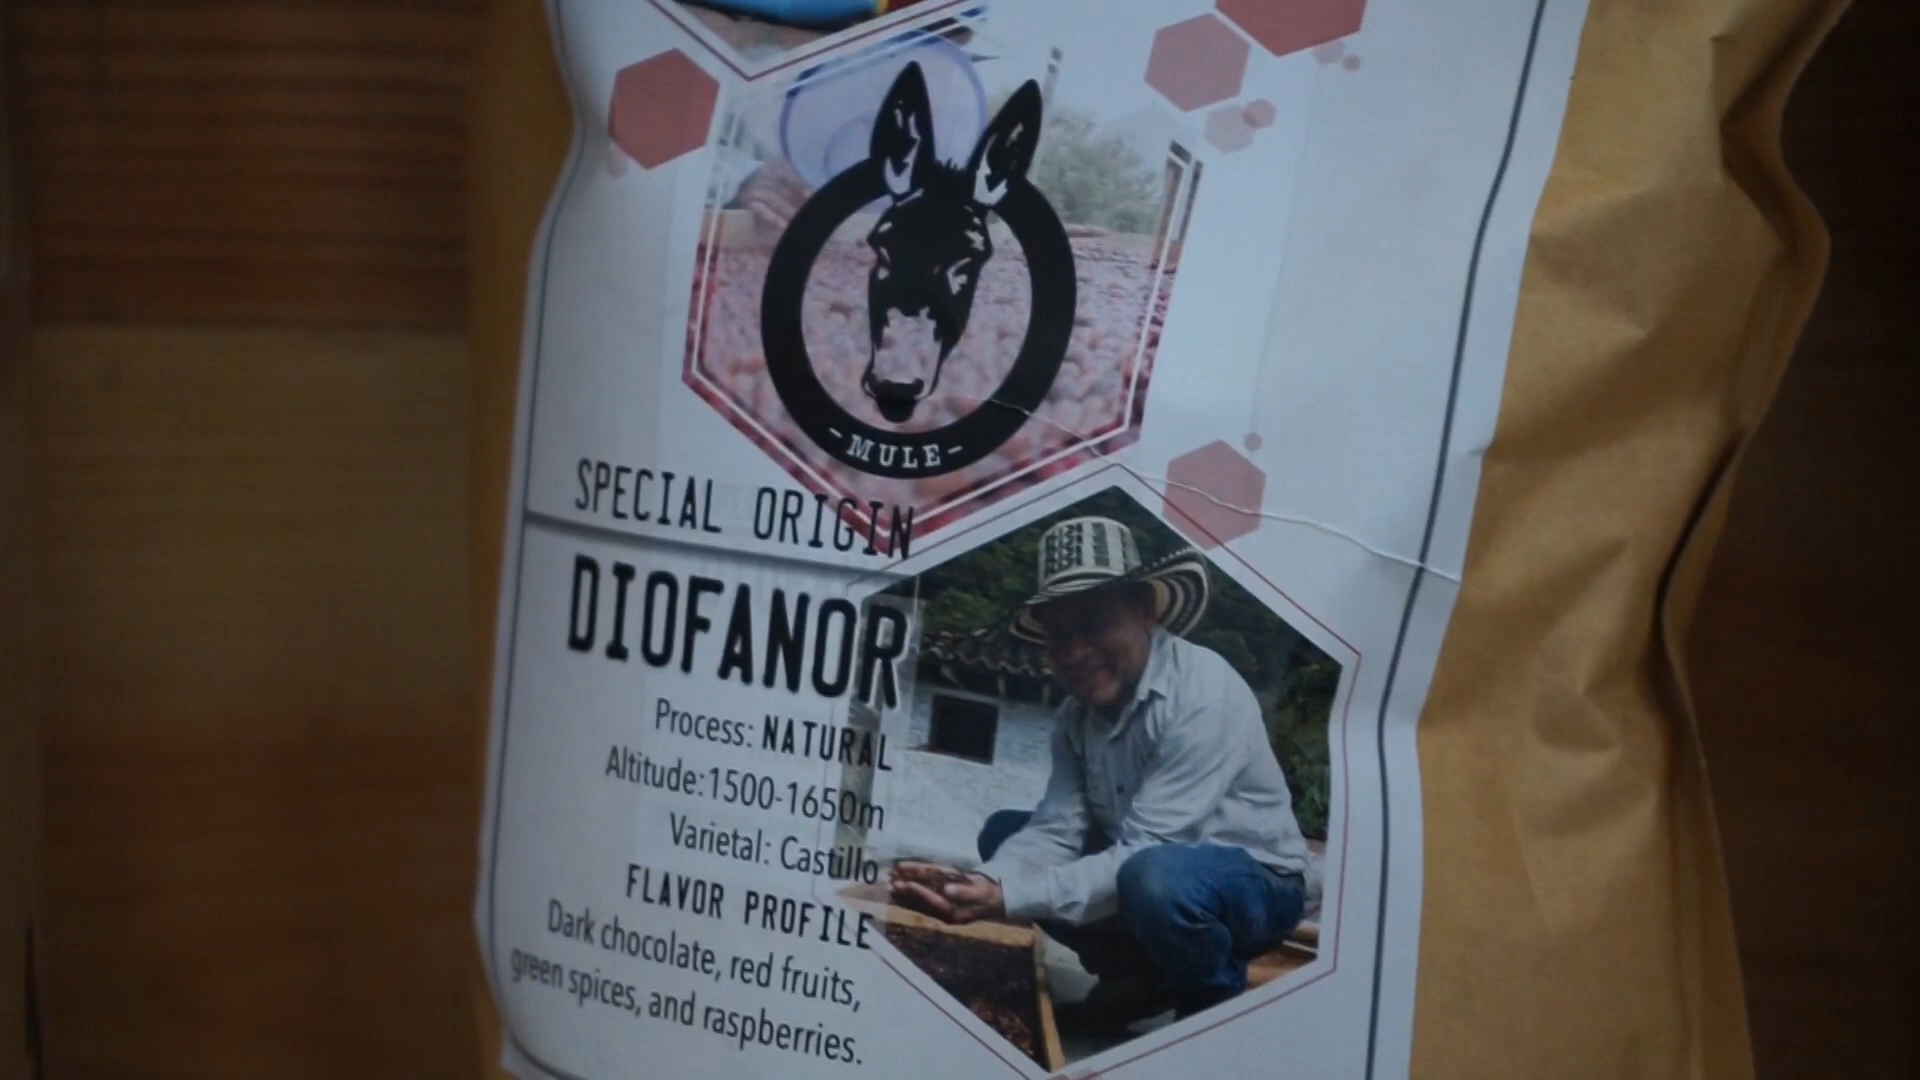 -MULE-
SPECIAL ORIGIN
DIOFANOR
Process: NATURAL
Altitude:1500-1650m
Varietal: Castillo
FLAVOR PROFILE
Dark chocolate, red fruits,
green spices, and raspberries.